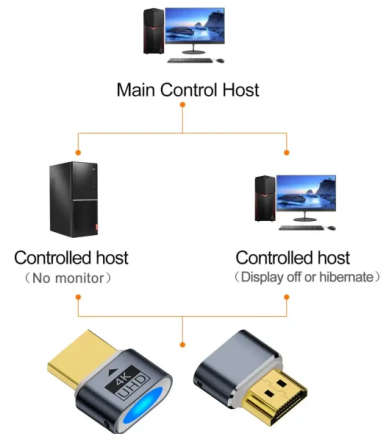 Main Control Host
Controlled host
（No monitor）
Controlled host
（Display off or hibernate）
4K
UHD